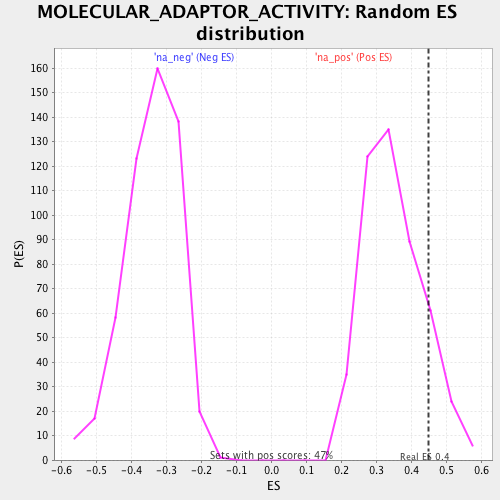 MOLECULAR_ADAPTOR_ACTIVITY: Random ES
distribution
'na_neg' (Neg ES)
'na_pos' (Pos ES)
160
150
140
130
120
110
100
90
80
70
60
50
40
30
20
10
0
P(ES)
Sets with pos scores: 47%
Real ES 0.4
-0.6 -0.5 -0.4 -0.3 -0.2 -0.1 0.0 0.1 0.2 0.3 0.4 0.5 0.6
ES